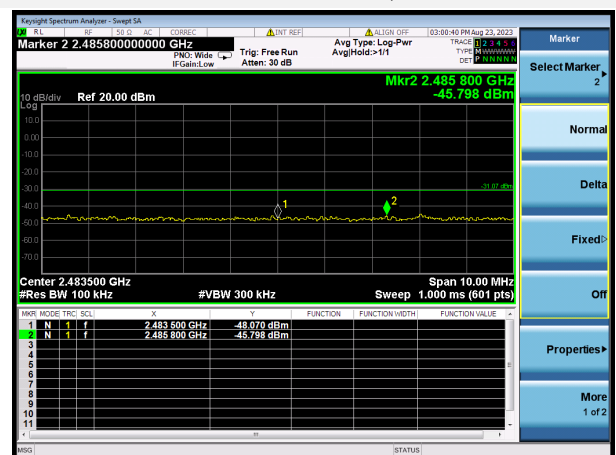 Keysight Spectrum Analyzer - Swept SA
RL RF 50 Ω AC CORREC INT REF ALIGN OFF 03:00:40 PM Aug 23, 2023
Marker 2 2.485800000000 GHz
PNO: Wide
IFGain:Low
Trig: Free Run
Atten: 30 dB
Avg Type: Log-Pwr
Avg|Hold:>1/1
TRACE 1 2 3 4 5 6
TYPE M WWWWW
DET P N N N N N
Mkr2 2.485 800 GHz
-45.798 dBm
10 dB/div Ref 20.00 dBm
Log
10.0
0.00
-10.0
-20.0
-30.0
-31.07 dBm
-40.0
1
2
-50.0
-60.0
-70.0
Center 2.483500 GHz Span 10.00 MHz
#Res BW 100 kHz #VBW 300 kHz Sweep 1.000 ms (601 pts)
MKR MODE TRC SCL X Y FUNCTION FUNCTION WIDTH FUNCTION VALUE
1 N 1 f 2.483 500 GHz -48.070 dBm
2 N 1 f 2.485 800 GHz -45.798 dBm
3
4
5
6
7
8
9
10
11
MSG STATUS
Marker
Select Marker
2
Normal
Delta
Fixed
Off
Properties
More
1 of 2